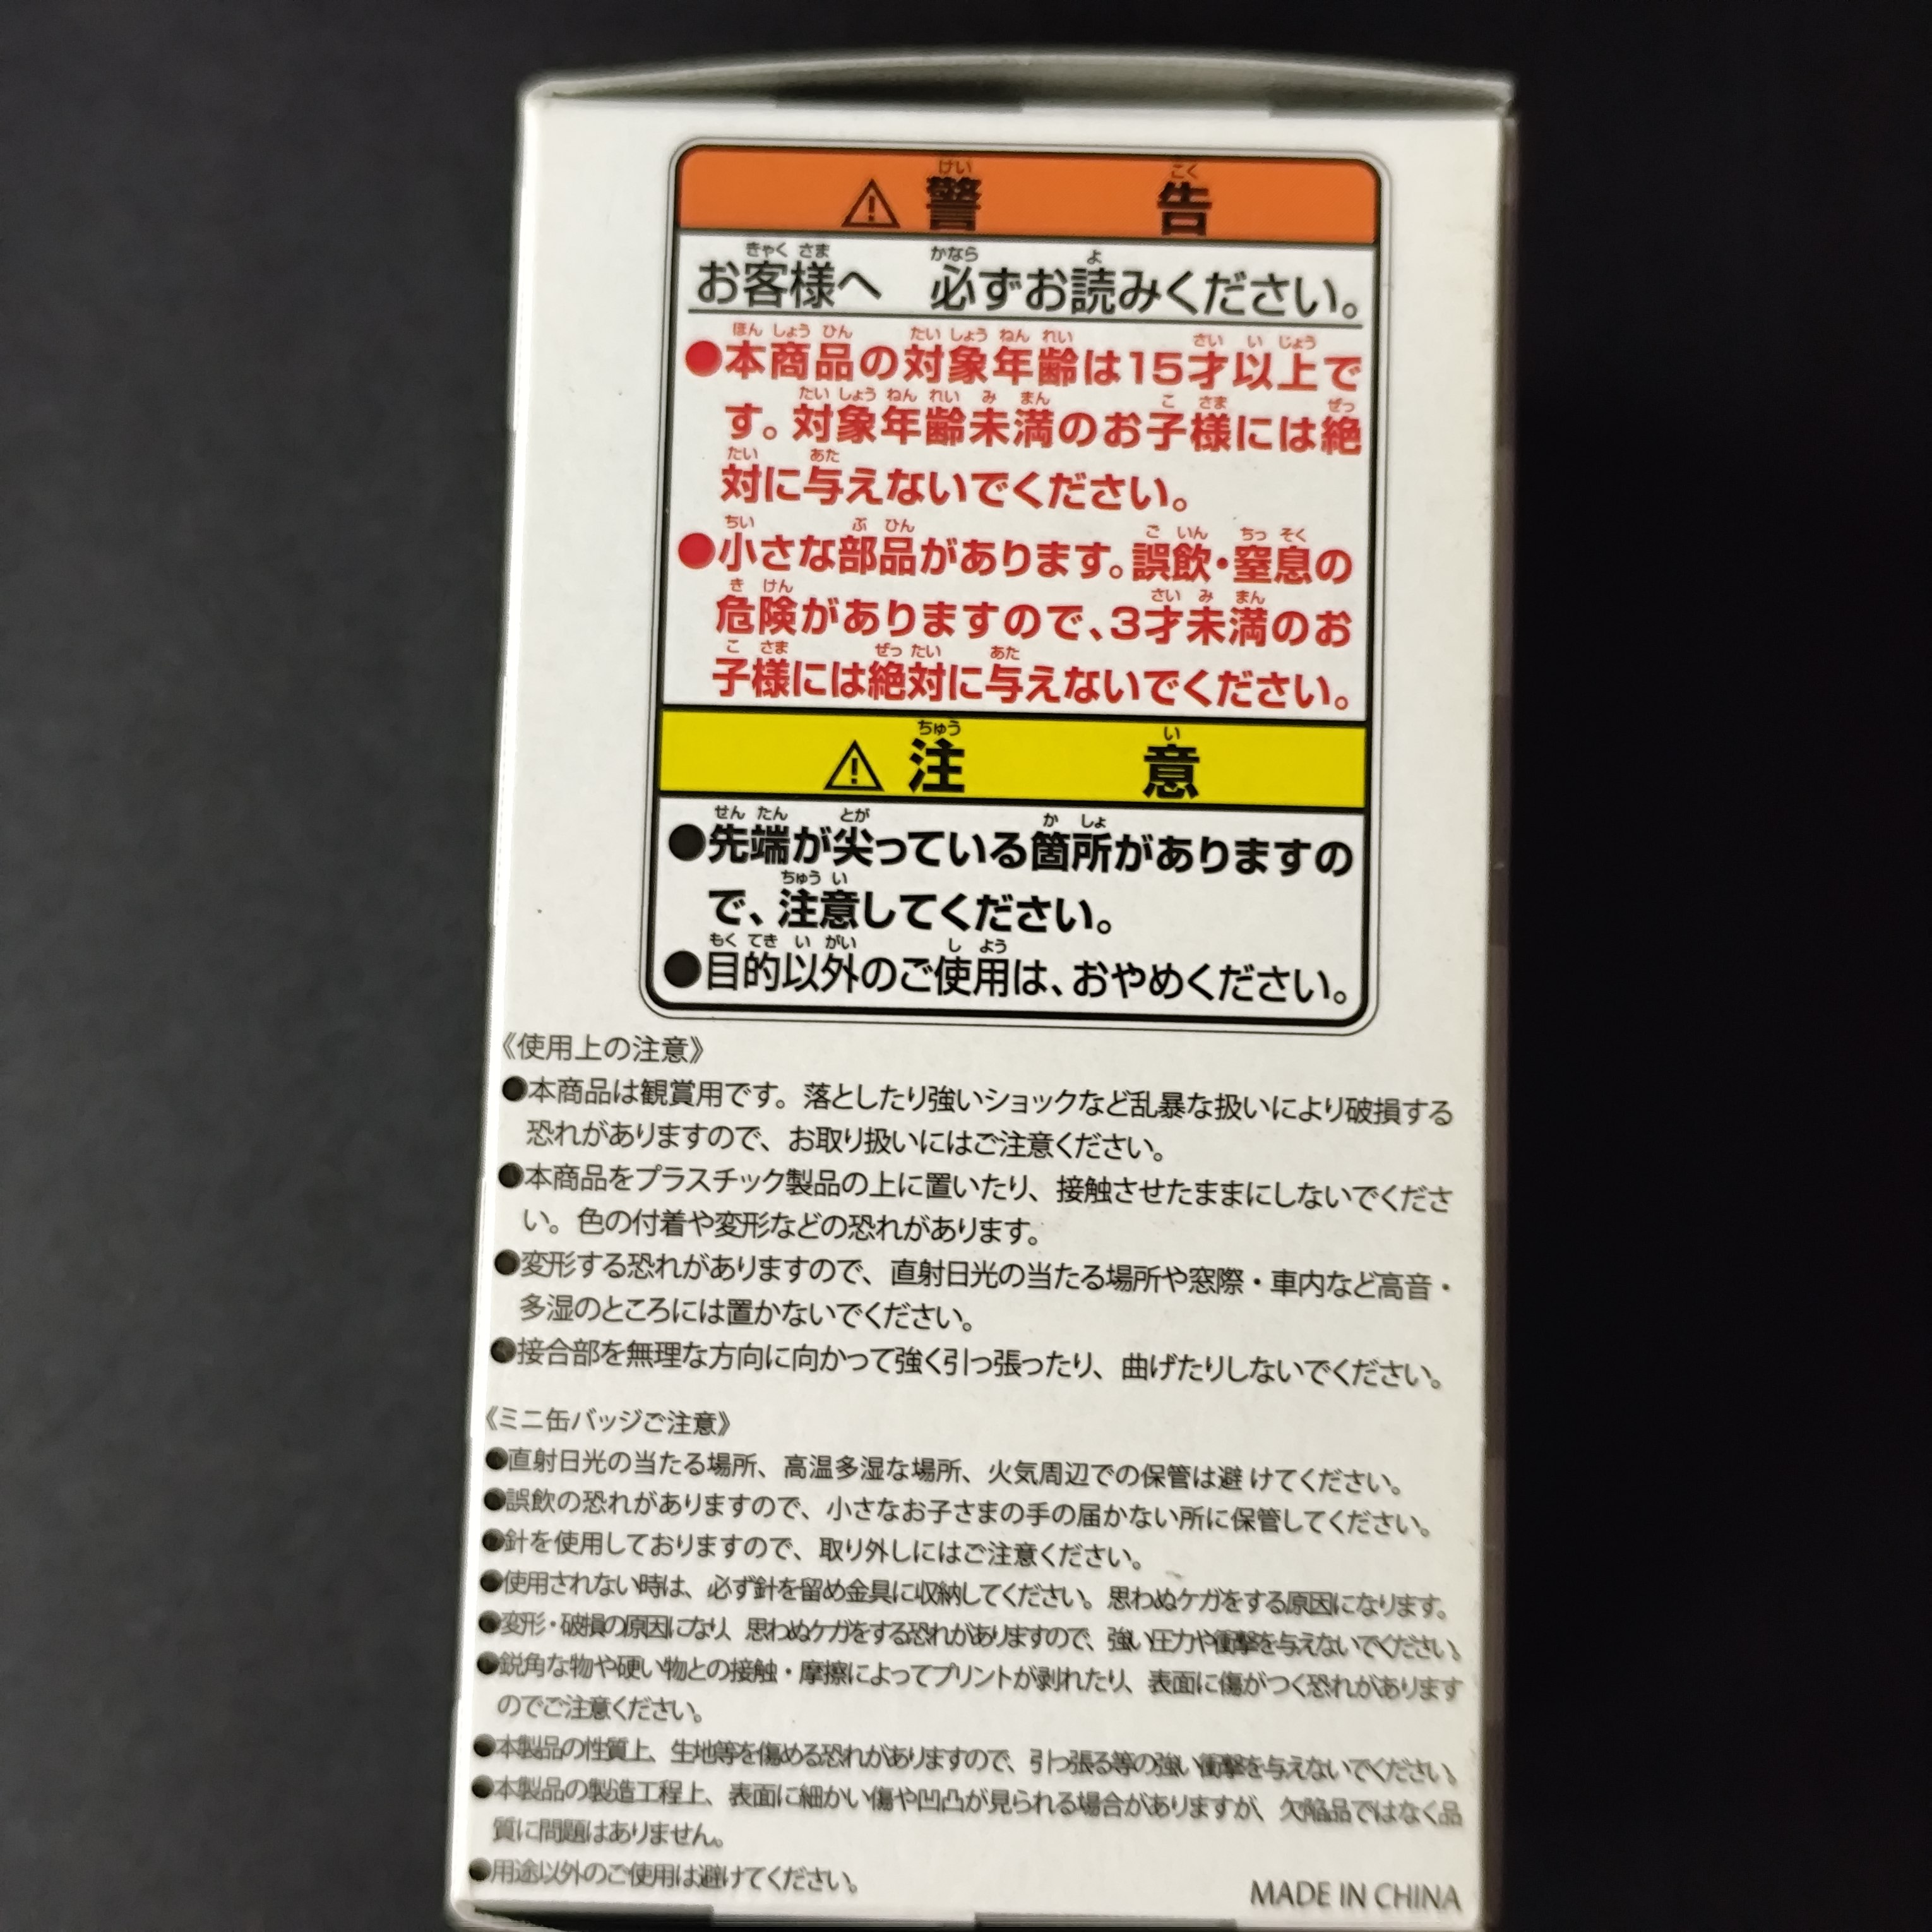 ⚠警告
お客様へ 必ずお読みください。
●本商品の対象年齢は15才以上で
す。対象年齢未満のお子様には絶
対に与えないでください。
●小さな部品があります。誤飲・窒息の
危険がありますので、3才未満のお
子様には絶対に与えないでください。
⚠注意
●先端が尖っている箇所がありますの
で、注意してください。
●目的以外のご使用は、おやめください。
《使用上の注意》
●本商品は観賞用です。落としたり強いショックなど乱暴な扱いにより破損する
恐れがありますので、お取り扱いにはご注意ください。
●本商品をプラスチック製品の上に置いたり、接触させたままにしないでくださ
い。色の付着や変形などの恐れがあります。
●変形する恐れがありますので、直射日光の当たる場所や窓際・車内など高音・
多湿のところには置かないでください。
●接合部を無理な方向に向かって強く引っ張ったり、曲げたりしないでください。
《ミニ缶バッジご注意》
●直射日光の当たる場所、高温多湿な場所、火気周辺での保管は避けてください。
●誤飲の恐れがありますので、小さなお子さまの手の届かない所に保管してください。
●針を使用しておりますので、取り外しにはご注意ください。
●使用されない時は、必ず針を留め金具に収納してください。思わぬケガをする原因になります。
●変形・破損の原因になり、思わぬケガをする恐れがありますので、強い圧力や衝撃を与えないでください。
●鋭角な物や硬い物との接触・摩擦によってプリントが剥れたり、表面に傷がつく恐れがあります
のでご注意ください。
●本製品の性質上、生地等を傷める恐れがありますので、引っ張る等の強い衝撃を与えないでください。
●本製品の製造工程上、表面に細かい傷や凹凸が見られる場合がありますが、欠陥品ではなく品
質に問題はありません。
●用途以外のご使用は避けてください。
MADE IN CHINA